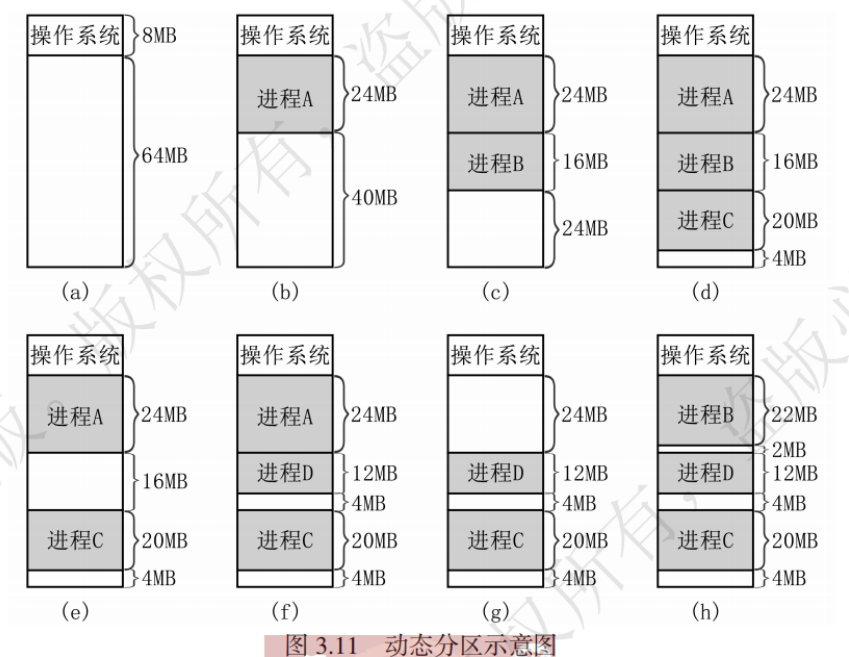 操作系统 8MB
64MB
(a)
操作系统
进程A 24MB
40MB
(b)
操作系统
进程A 24MB
进程B 16MB
24MB
(c)
操作系统
进程A 24MB
进程B 16MB
进程C 20MB
4MB
(d)
操作系统
进程A 24MB
16MB
进程C 20MB
4MB
(e)
操作系统
进程A 24MB
进程D 12MB
4MB
进程C 20MB
4MB
(f)
操作系统
24MB
进程D 12MB
4MB
进程C 20MB
4MB
(g)
操作系统
进程B 22MB
2MB
进程D 12MB
4MB
进程C 20MB
4MB
(h)
图 3.11 动态分区示意图